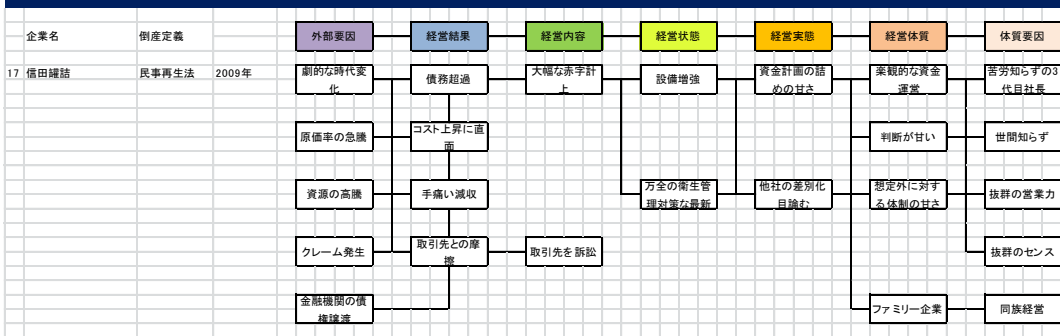 企業名 倒産定義 外部要因 経営結果 経営内容 経営状態 経営実態 経営体質 体質要因
17 信田罐詰 民事再生法 2009年
劇的な時代変
化
債務超過
大幅な赤字計
上
設備増強
資金計画の詰
めの甘さ
楽観的な資金
運営
苦労知らずの3
代目社長
原価率の急騰
コスト上昇に直
面
判断が甘い
世間知らず
資源の高騰
手痛い減収
万全の衛生管
理対策な最新
他社の差別化
目論む
想定外に対す
る体制の甘さ
抜群の営業力
クレーム発生
取引先との摩
擦
取引先を訴訟
抜群のセンス
金融機関の債
権譲渡
ファミリー企業
同族経営